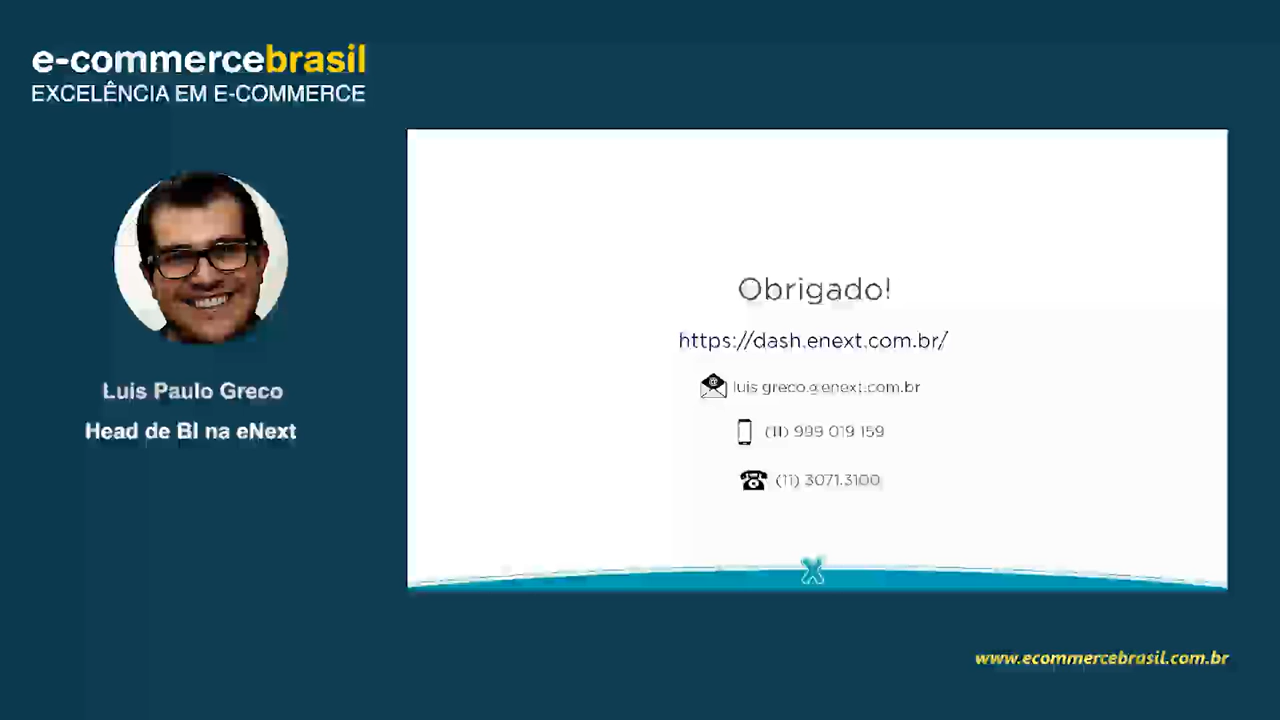 e-commercebrasil
EXCELÊNCIA EM E-COMMERCE
Luis Paulo Greco
Head de BI na eNext
Obrigado!
https://dash.enext.com.br/
luis.greco@enext.com.br
(11) 999 019 159
(11) 3071.3100
X
www.ecommercebrasil.com.br